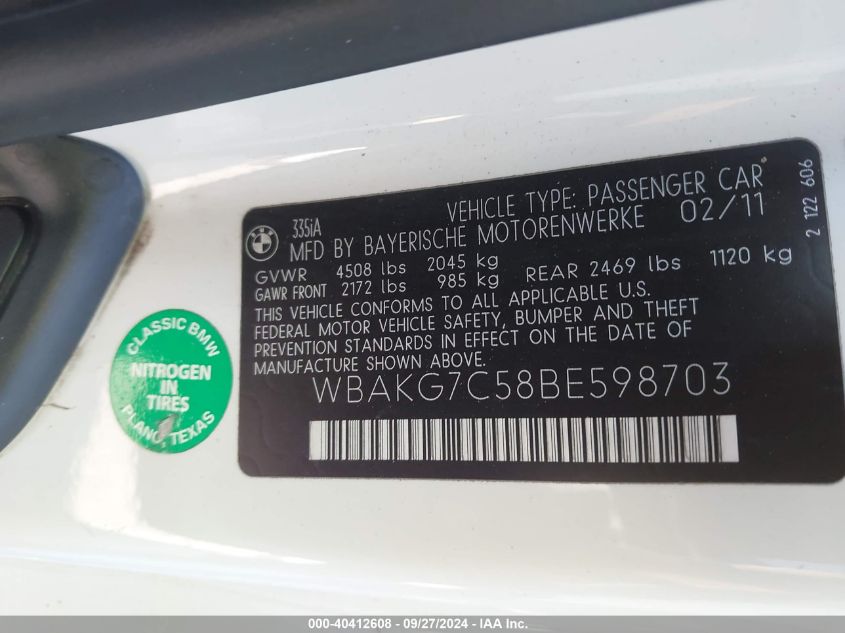 335iA
VEHICLE TYPE: PASSENGER CAR
MFD BY BAYERISCHE MOTORENWERKE 02/11
GVWR 4508 lbs 2045 kg
GAWR FRONT 2172 lbs 985 kg REAR 2469 lbs 1120 kg
THIS VEHICLE CONFORMS TO ALL APPLICABLE U.S.
FEDERAL MOTOR VEHICLE SAFETY, BUMPER AND THEFT
PREVENTION STANDARDS IN EFFECT ON THE DATE OF
MANUFACTURE SHOWN ABOVE.
WBAKG7C58BE598703
2 122 606
CLASSIC BMW
NITROGEN
IN
TIRES
PLANO, TEXAS
000-40412608 - 09/27/2024 - IAA, Inc.